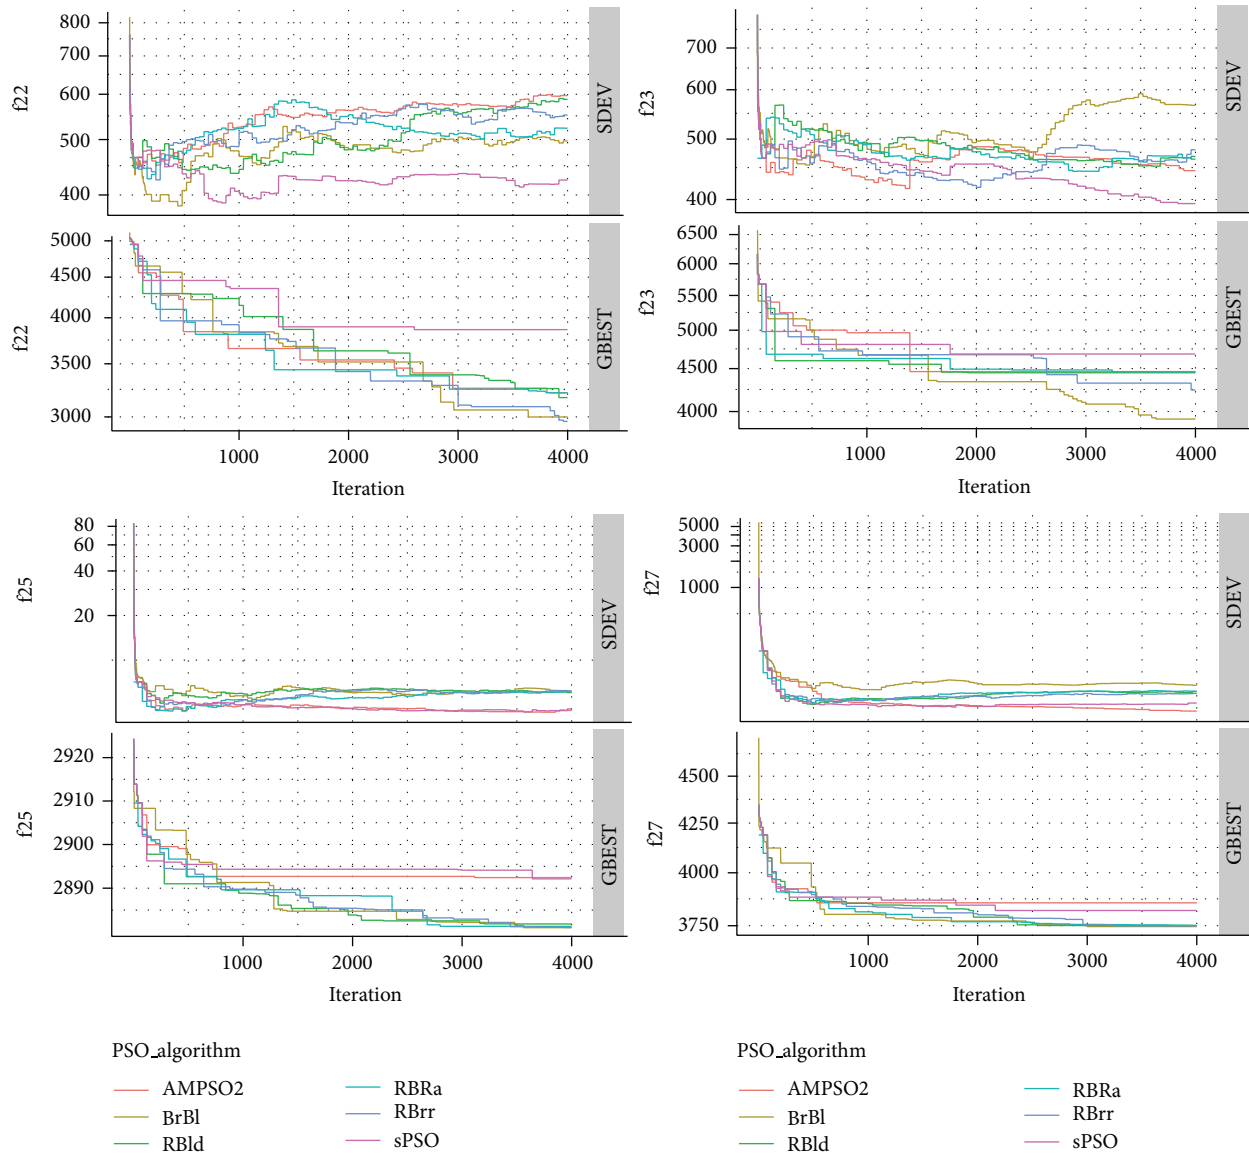 800
700
600
500
400
f22
SDEV
5000
4500
4000
3500
3000
f22
GBEST
1000 2000 3000 4000
Iteration
700
600
500
400
f23
SDEV
6500
6000
5500
5000
4500
4000
f23
GBEST
1000 2000 3000 4000
Iteration
80
60
40
20
f25
SDEV
2920
2910
2900
2890
f25
GBEST
1000 2000 3000 4000
Iteration
5000
3000
1000
f27
SDEV
4500
4250
4000
3750
f27
GBEST
1000 2000 3000 4000
Iteration
PSO_algorithm
AMPSO2 RBRa
BrBl RBrr
RBld sPSO
PSO_algorithm
AMPSO2 RBRa
BrBl RBrr
RBld sPSO